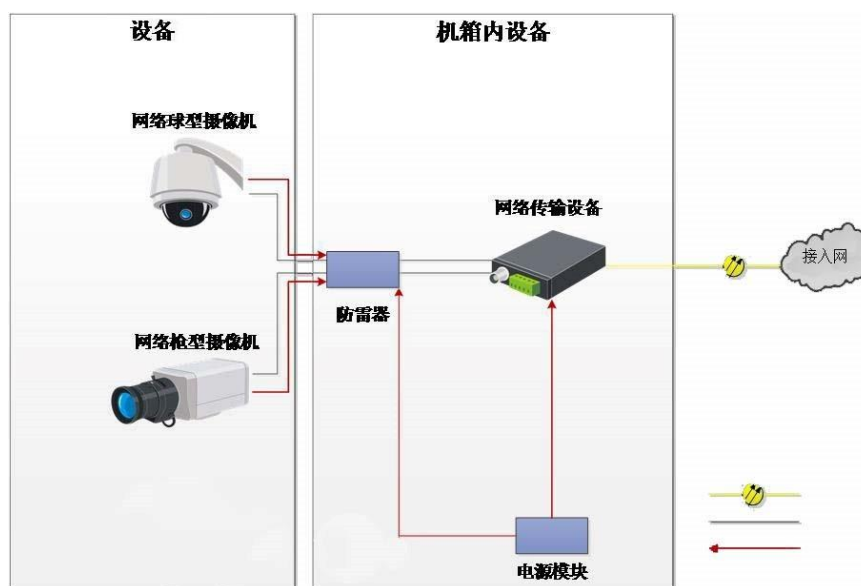 设备
机箱内设备
网络球型摄像机
网络传输设备
接入网
防雷器
网络枪型摄像机
电源模块